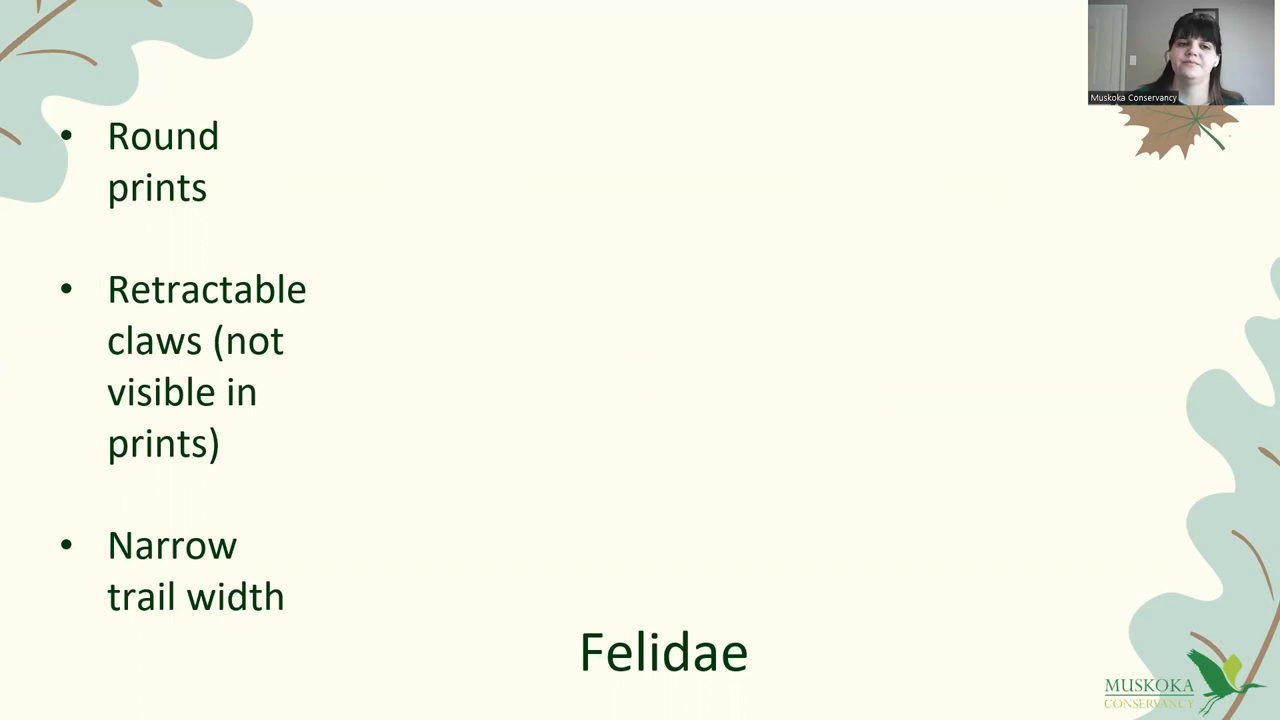 Muskoka Conservancy
• Round
prints
• Retractable
claws (not
visible in
prints)
• Narrow
trail width
Felidae
MUSKOKA
CONSERVANCY